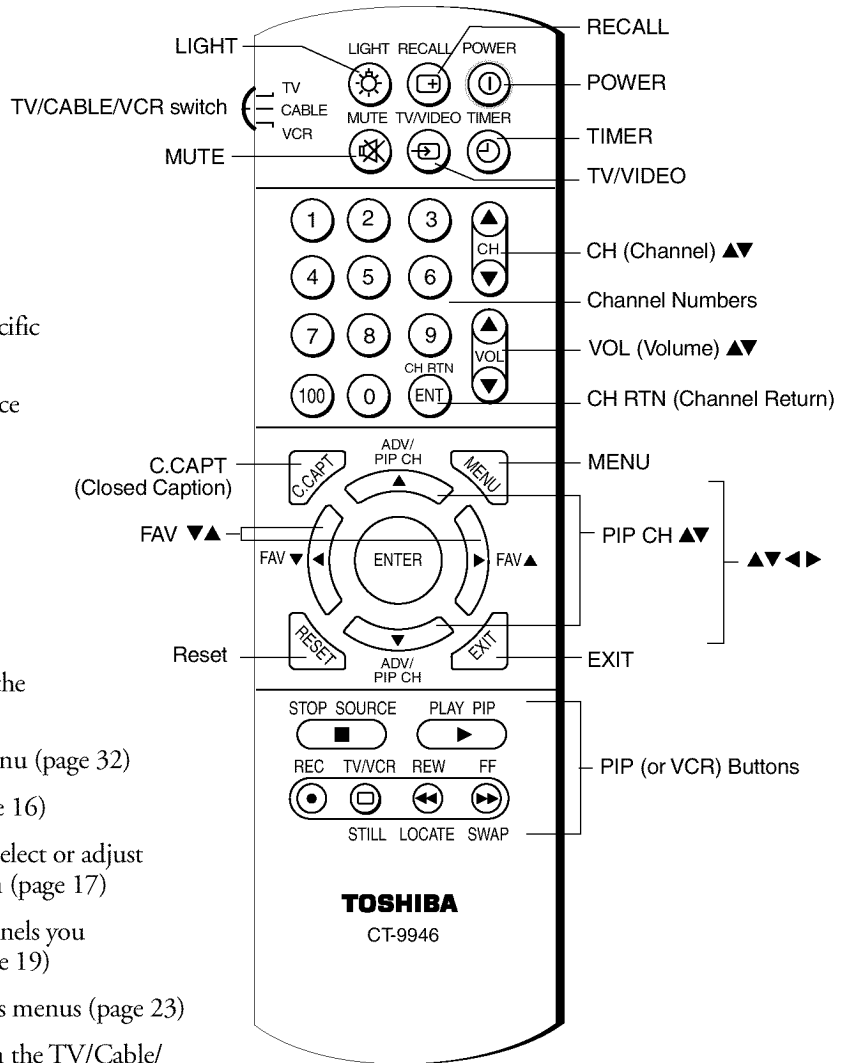 LIGHT
TV/CABLE/VCR switch
MUTE
TV
CABLE
VCR
LIGHT RECALL POWER
MUTE TV/VIDEO TIMER
RECALL
POWER
TIMER
TV/VIDEO
1 2 3
CH
4 5 6
7 8 9
VOL
CH RTN
100 0 ENT
CH (Channel) ▲▼
Channel Numbers
VOL (Volume) ▲▼
CH RTN (Channel Return)
C.CAPT
(Closed Caption)
FAV ▼▲
Reset
ADV/
PIP CH
C.CAPT ▲ MENU
FAV ▼ ◀ ENTER ▶ FAV ▲
RESET ▼ EXIT
ADV/
PIP CH
MENU
PIP CH ▲▼
▲▼◀▶
EXIT
STOP SOURCE PLAY PIP
REC TV/VCR REW FF
STILL LOCATE SWAP
PIP (or VCR) Buttons
TOSHIBA
CT-9946
(page 32)
16)
elect or adjust
(page 17)
nels you
19)
s menus (page 23)
the TV/Cable/